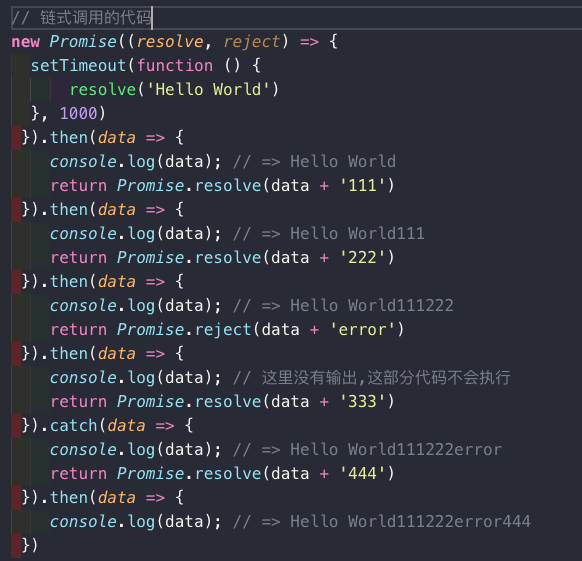 // 链式调用的代码
new Promise((resolve, reject) => {
  setTimeout(function () {
      resolve('Hello World')
  }, 1000)
 }).then(data => {
    console.log(data); // => Hello World
    return Promise.resolve(data + '111')
 }).then(data => {
    console.log(data); // => Hello World111
    return Promise.resolve(data + '222')
 }).then(data => {
    console.log(data); // => Hello World111222
    return Promise.reject(data + 'error')
 }).then(data => {
    console.log(data); // 这里没有输出,这部分代码不会执行
    return Promise.resolve(data + '333')
 }).catch(data => {
    console.log(data); // => Hello World111222error
    return Promise.resolve(data + '444')
 }).then(data => {
    console.log(data); // => Hello World111222error444
 })